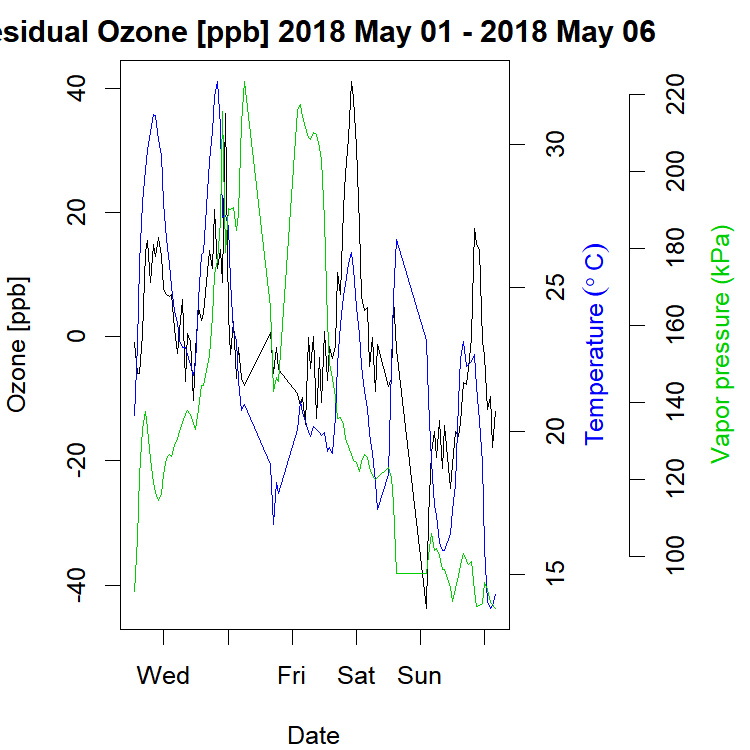 esidual Ozone [ppb] 2018 May 01 - 2018 May 06
40
20
0
-20
-40
Ozone [ppb]
30
25
20
15
Temperature (°C)
220
200
180
160
140
120
100
Vapor pressure (kPa)
Wed
Fri
Sat
Sun
Date